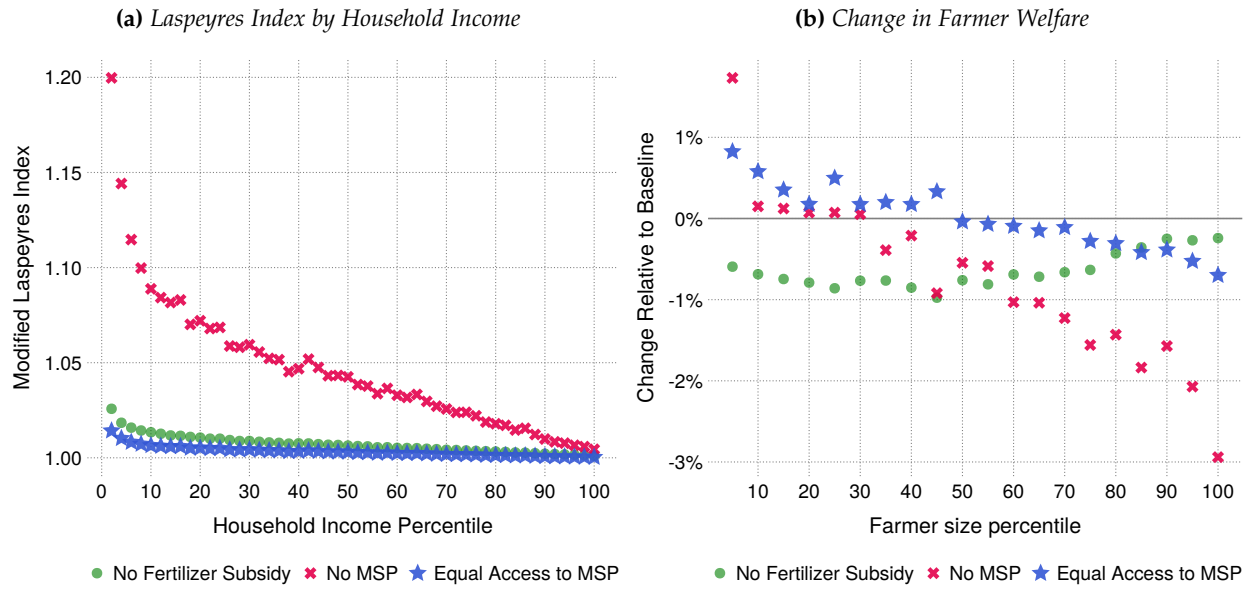 (a) Laspeyres Index by Household Income
Modified Laspeyres Index
1.20
1.15
1.10
1.05
1.00
0 10 20 30 40 50 60 70 80 90 100
Household Income Percentile
No Fertilizer Subsidy No MSP Equal Access to MSP
(b) Change in Farmer Welfare
Change Relative to Baseline
1%
0%
-1%
-2%
-3%
10 20 30 40 50 60 70 80 90 100
Farmer size percentile
No Fertilizer Subsidy No MSP Equal Access to MSP